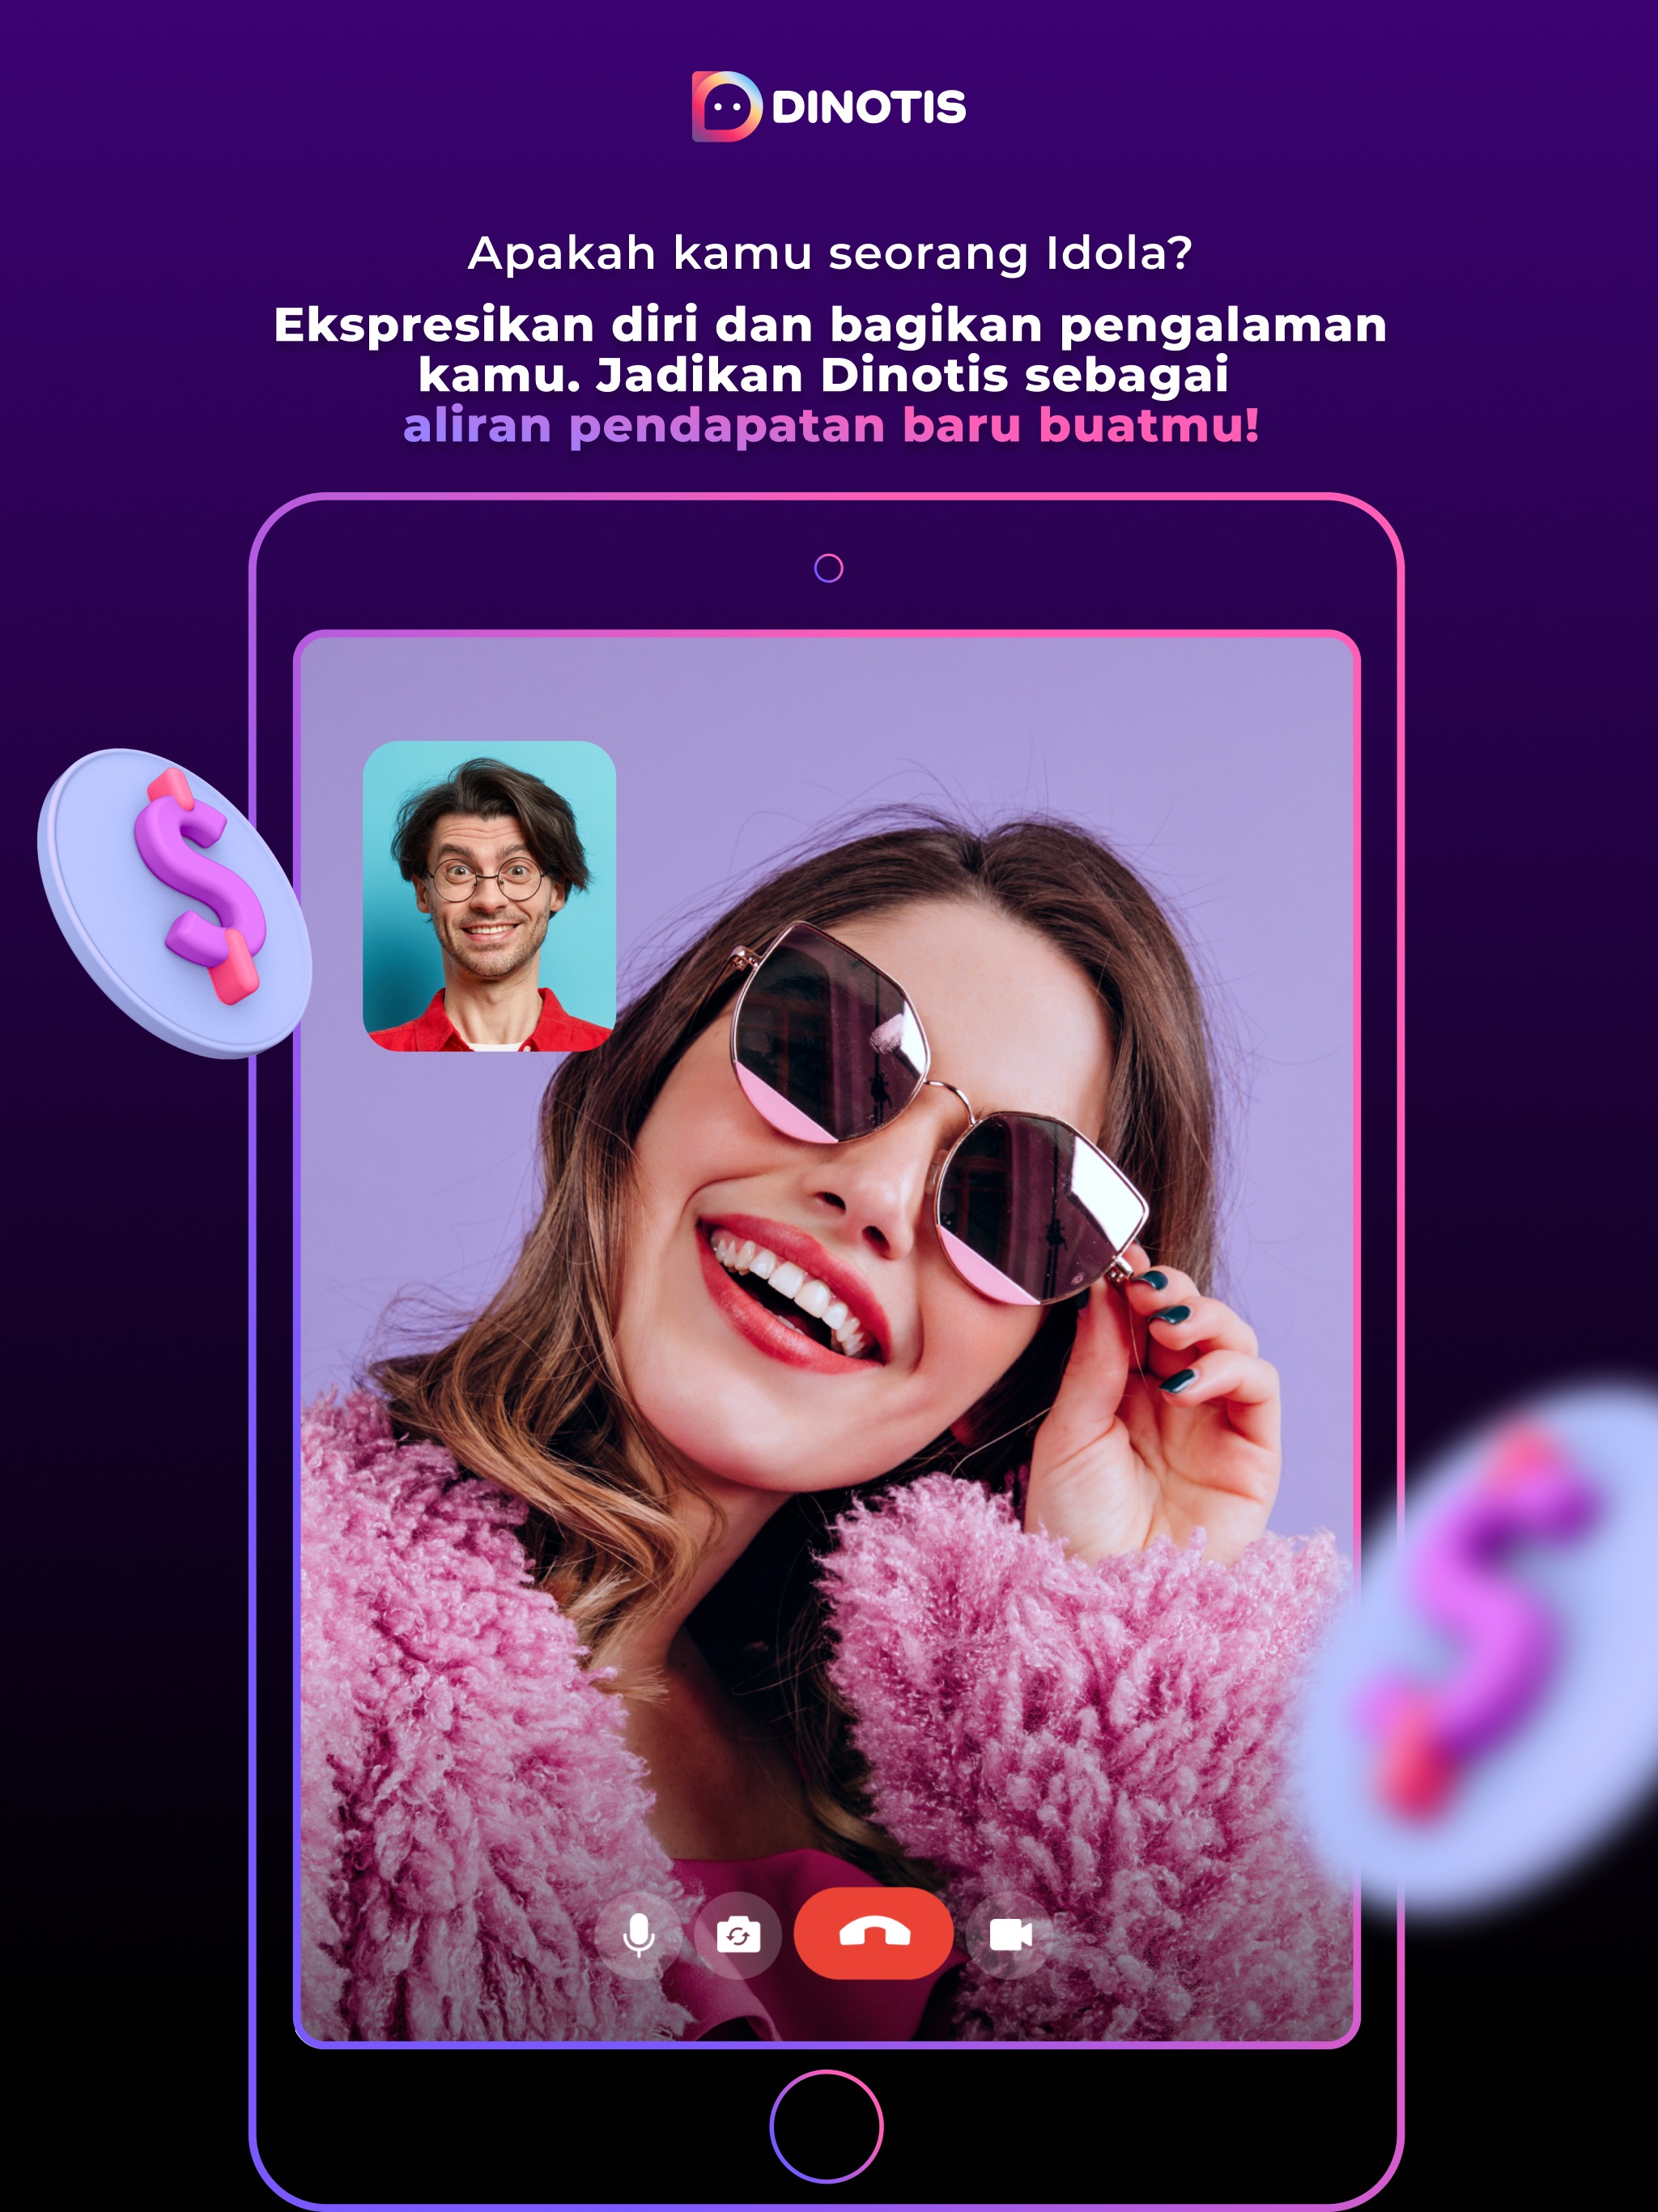 DINOTIS
Apakah kamu seorang Idola?
Ekspresikan diri dan bagikan pengalaman
kamu. Jadikan Dinotis sebagai
aliran pendapatan baru buatmu!